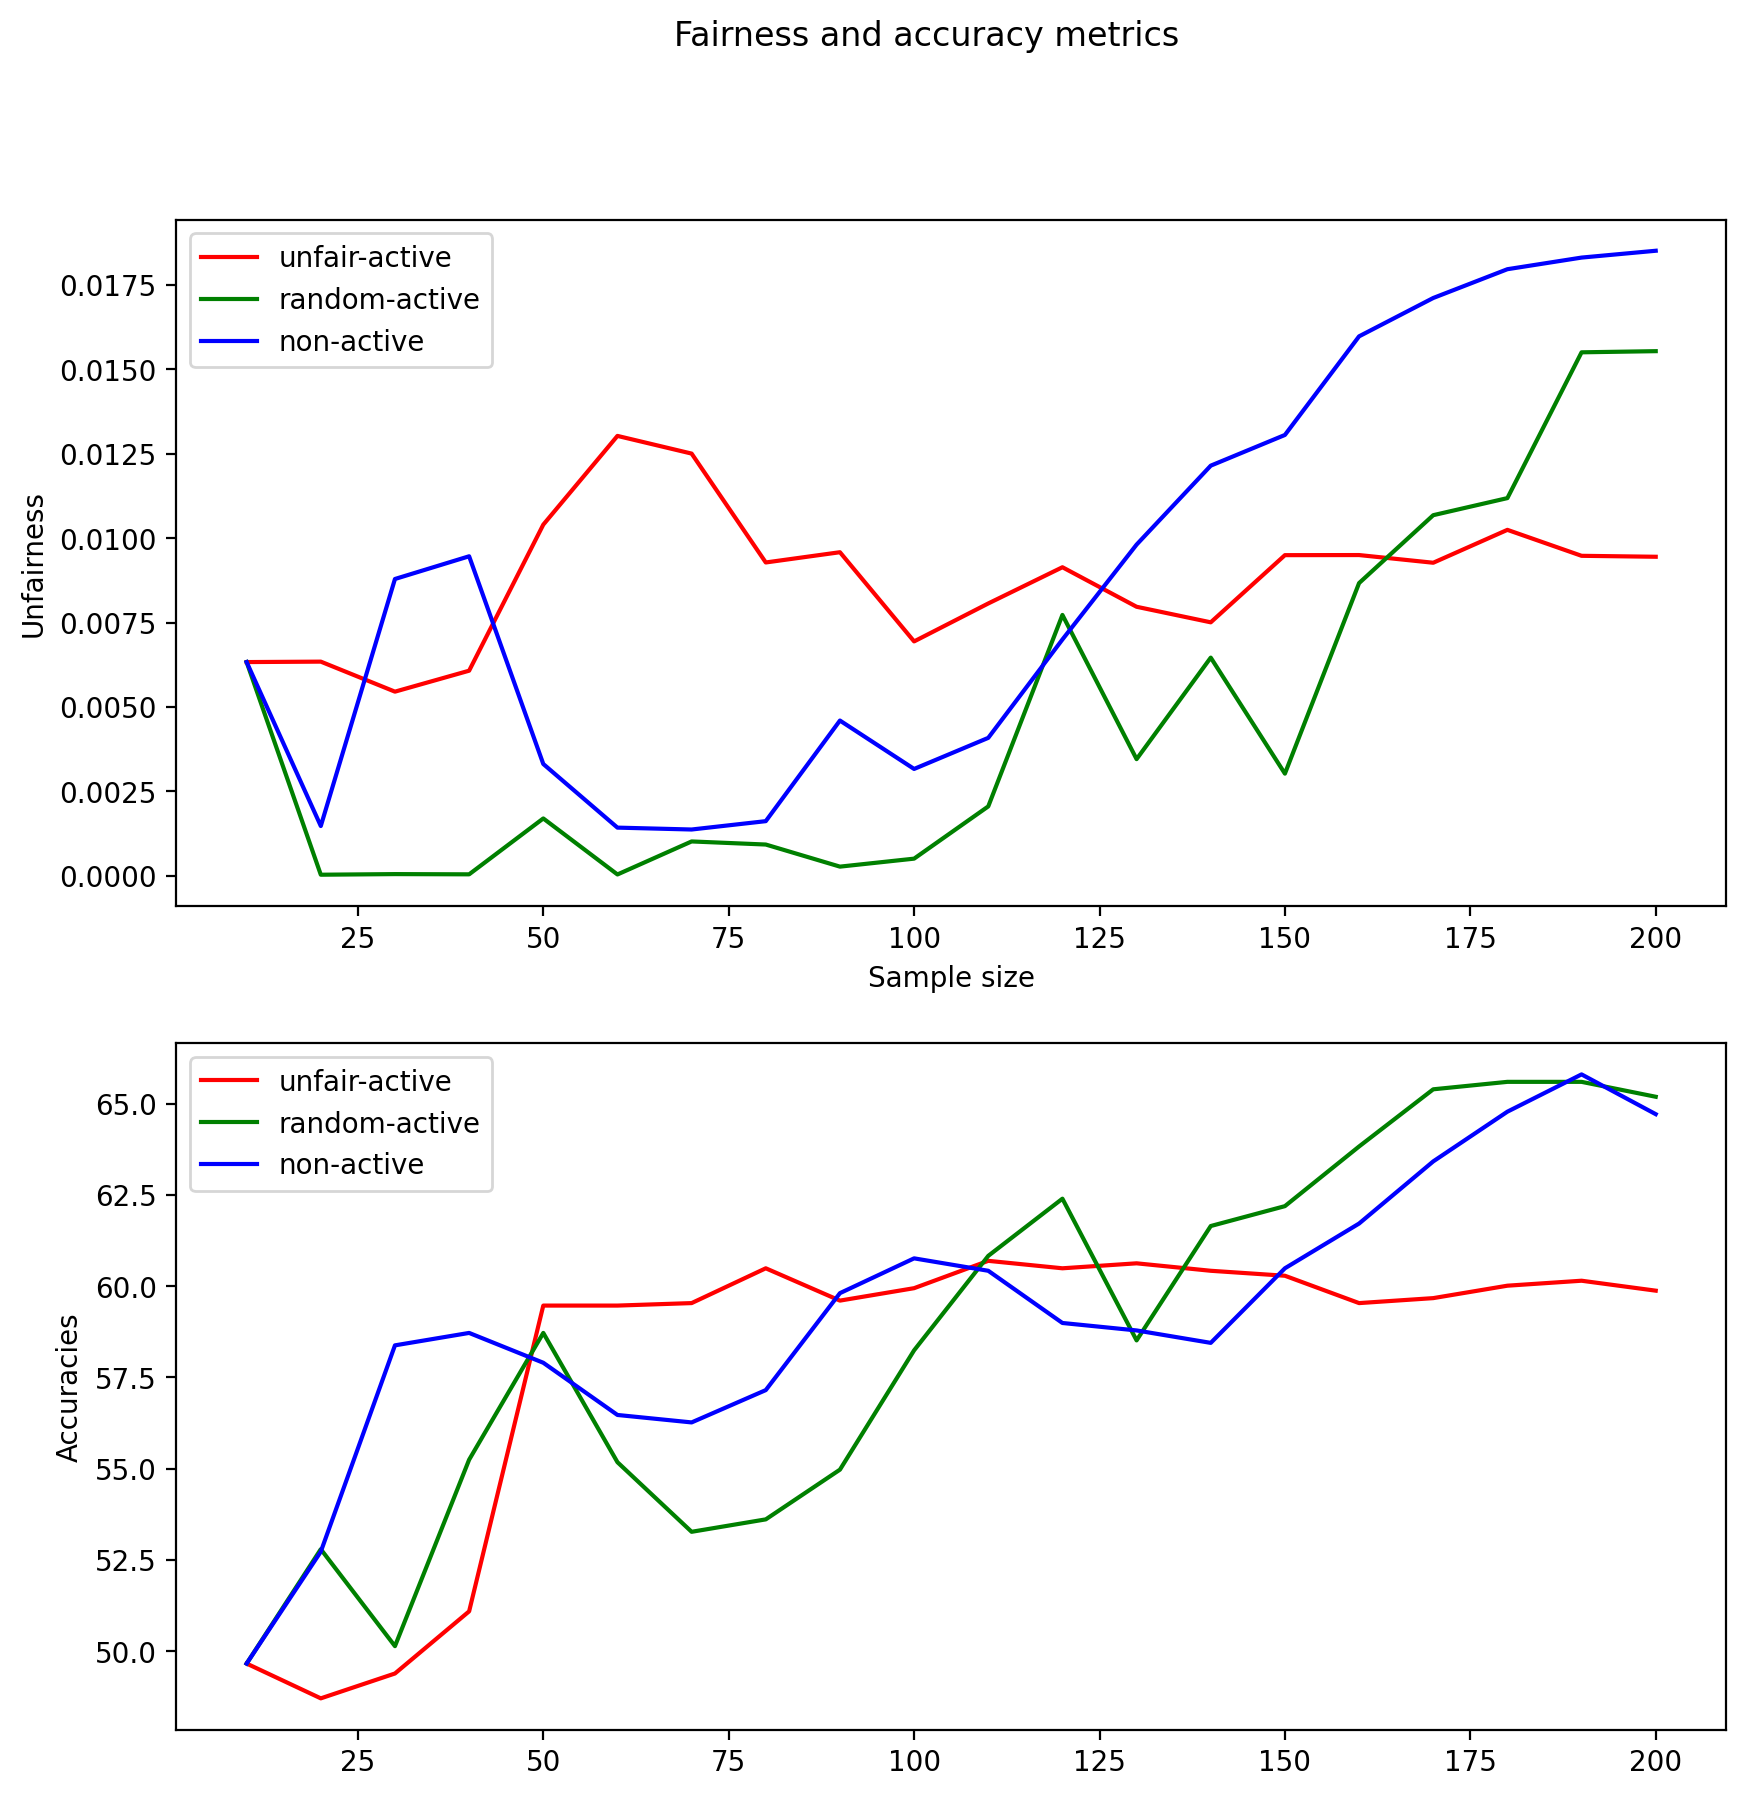 Fairness and accuracy metrics
unfair-active
random-active
non-active
0.0175
0.0150
0.0125
0.0100
0.0075
0.0050
0.0025
0.0000
Unfairness
25 50 75 100 125 150 175 200
Sample size
unfair-active
random-active
non-active
65.0
62.5
60.0
57.5
55.0
52.5
50.0
Accuracies
25 50 75 100 125 150 175 200